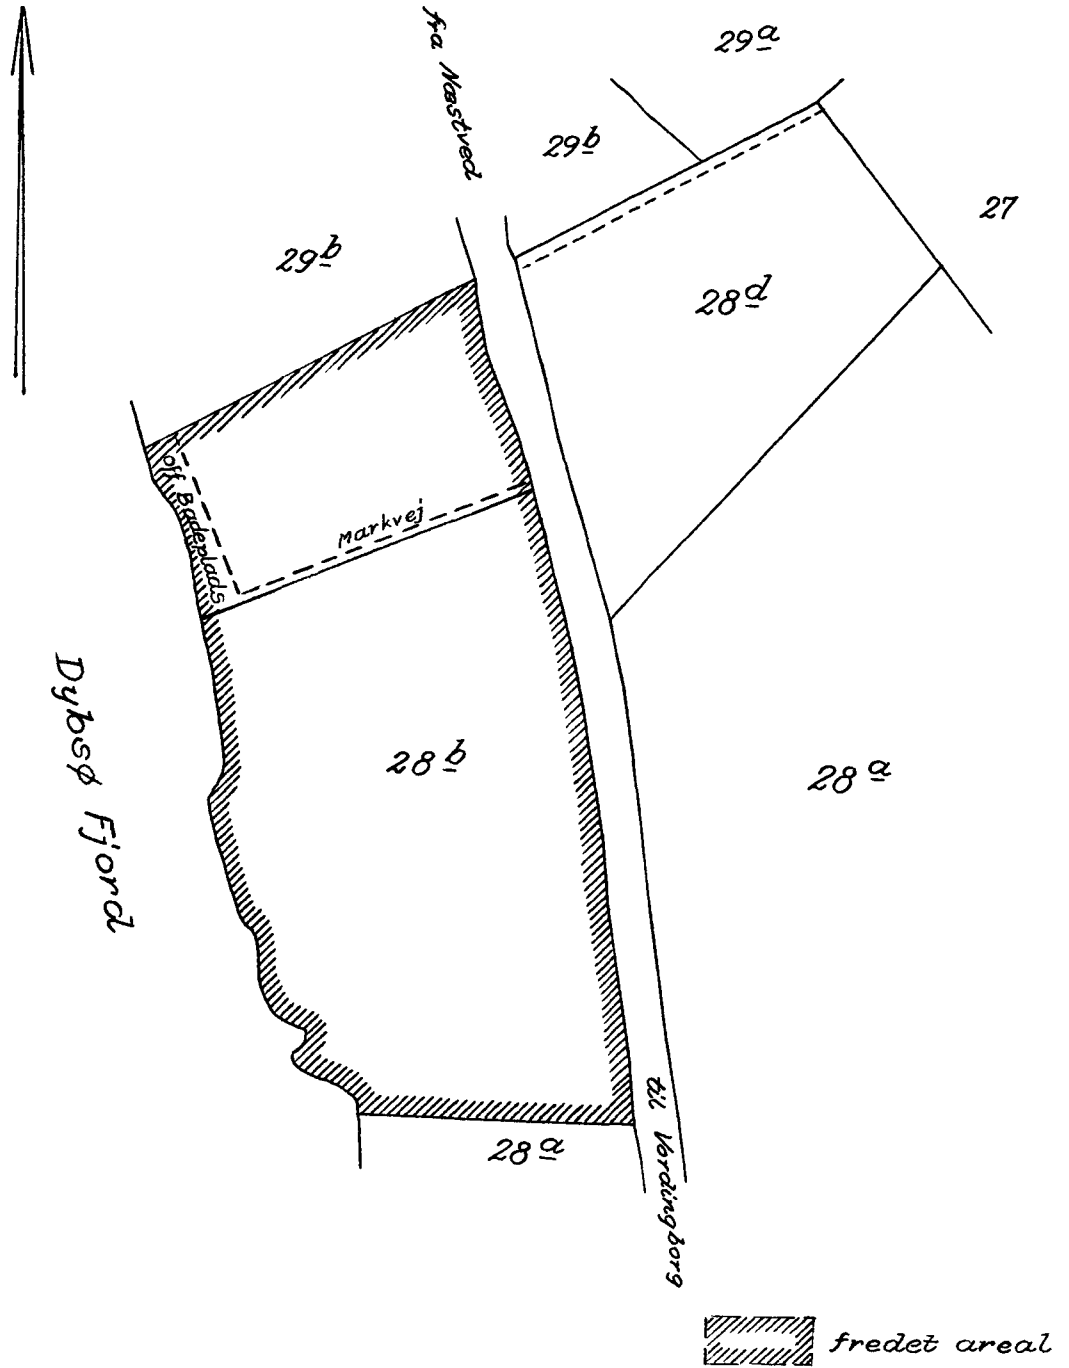 fra Næstved
29a
29b
27
29b
28d
off Badeplads
Markvej
Dybsø Fjord
28b
28a
28a
til Vordingborg
fredet areal